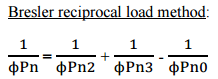 Bresler reciprocal load method:
1/ϕPn = 1/ϕPn2 + 1/ϕPn3 - 1/ϕPn0